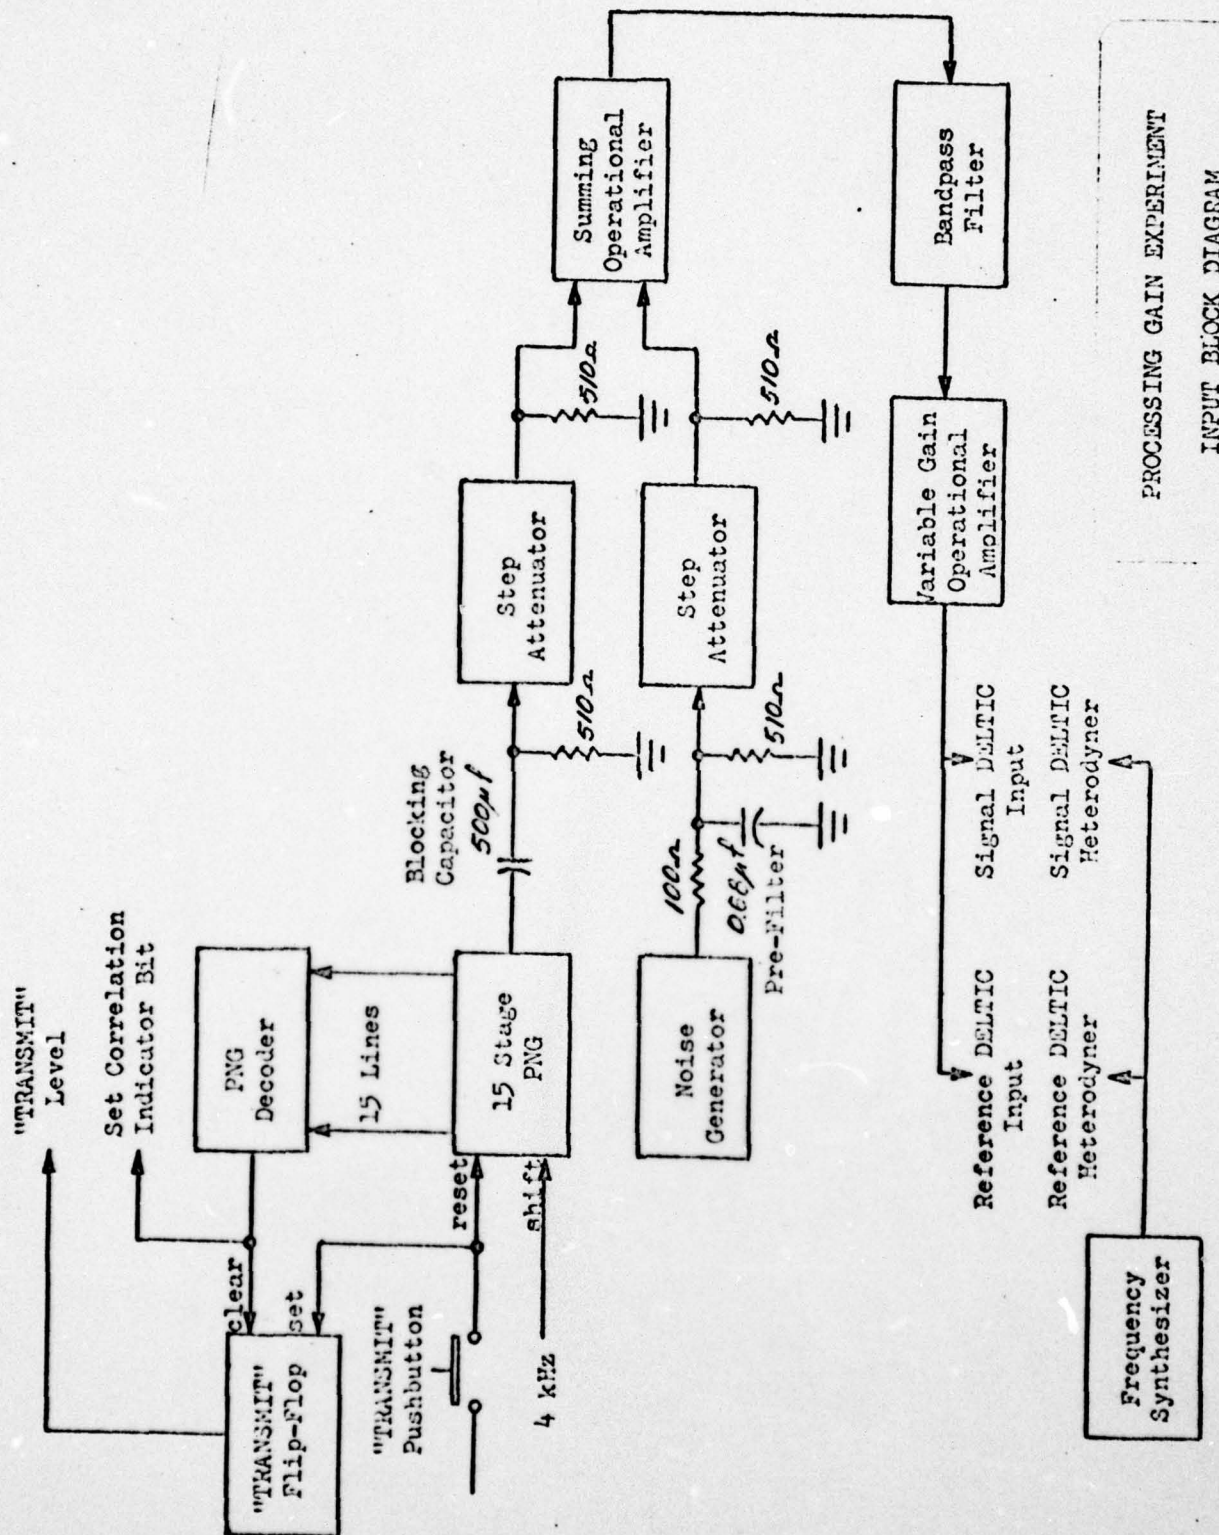 "TRANSMIT"
Level
Set Correlation
Indicator Bit
"TRANSMIT"
Flip-Flop
clear
set
PNG
Decoder
15 Lines
"TRANSMIT"
Pushbutton
reset
shift
4 kHz
15 Stage
PNG
Blocking
Capacitor
500μf
510Ω
Step
Attenuator
510Ω
Summing
Operational
Amplifier
Noise
Generator
100Ω
0.66μf
Pre-Filter
510Ω
Step
Attenuator
510Ω
Bandpass
Filter
Variable Gain
Operational
Amplifier
Reference DELTIC
Input
Signal DELTIC
Input
Reference DELTIC
Heterodyner
Signal DELTIC
Heterodyner
Frequency
Synthesizer
PROCESSING GAIN EXPERIMENT
INPUT BLOCK DIAGRAM